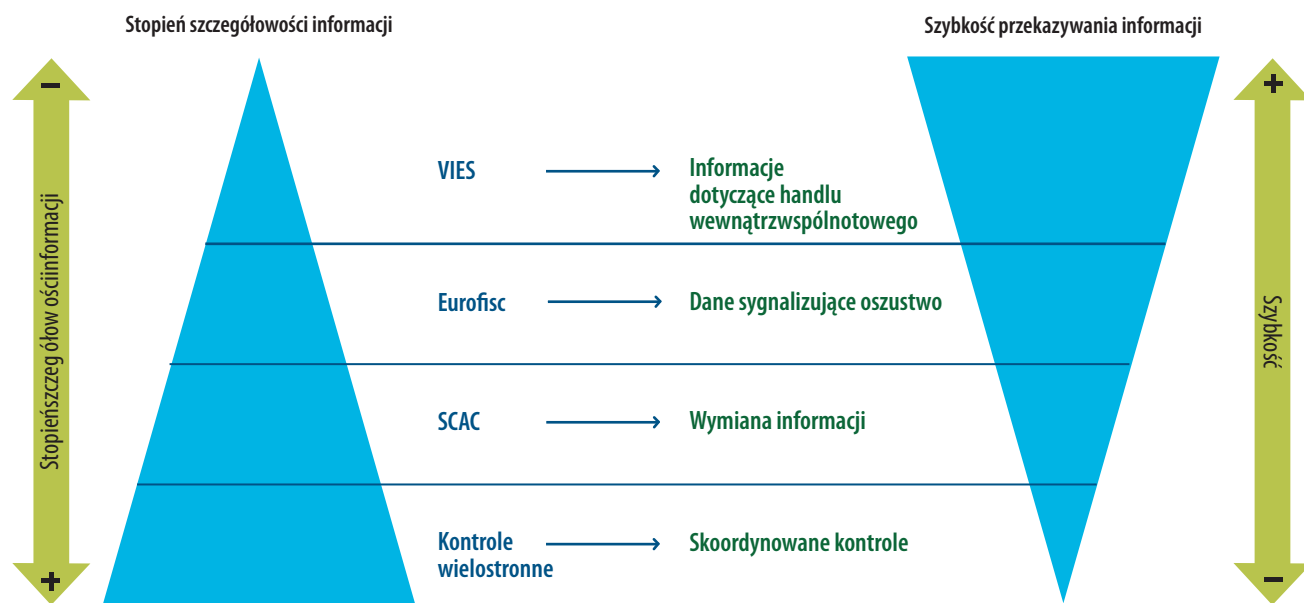 Stopień szczegółowości informacji
Szybkość przekazywania informacji
−
+
VIES
Informacje
dotyczące handlu
wewnątrzwspólnotowego
Eurofisc
Dane sygnalizujące oszustwo
Stopieńszczeg ółow ościinformacji
Szybkość
SCAC
Wymiana informacji
Kontrole
wielostronne
Skoordynowane kontrole
+
−